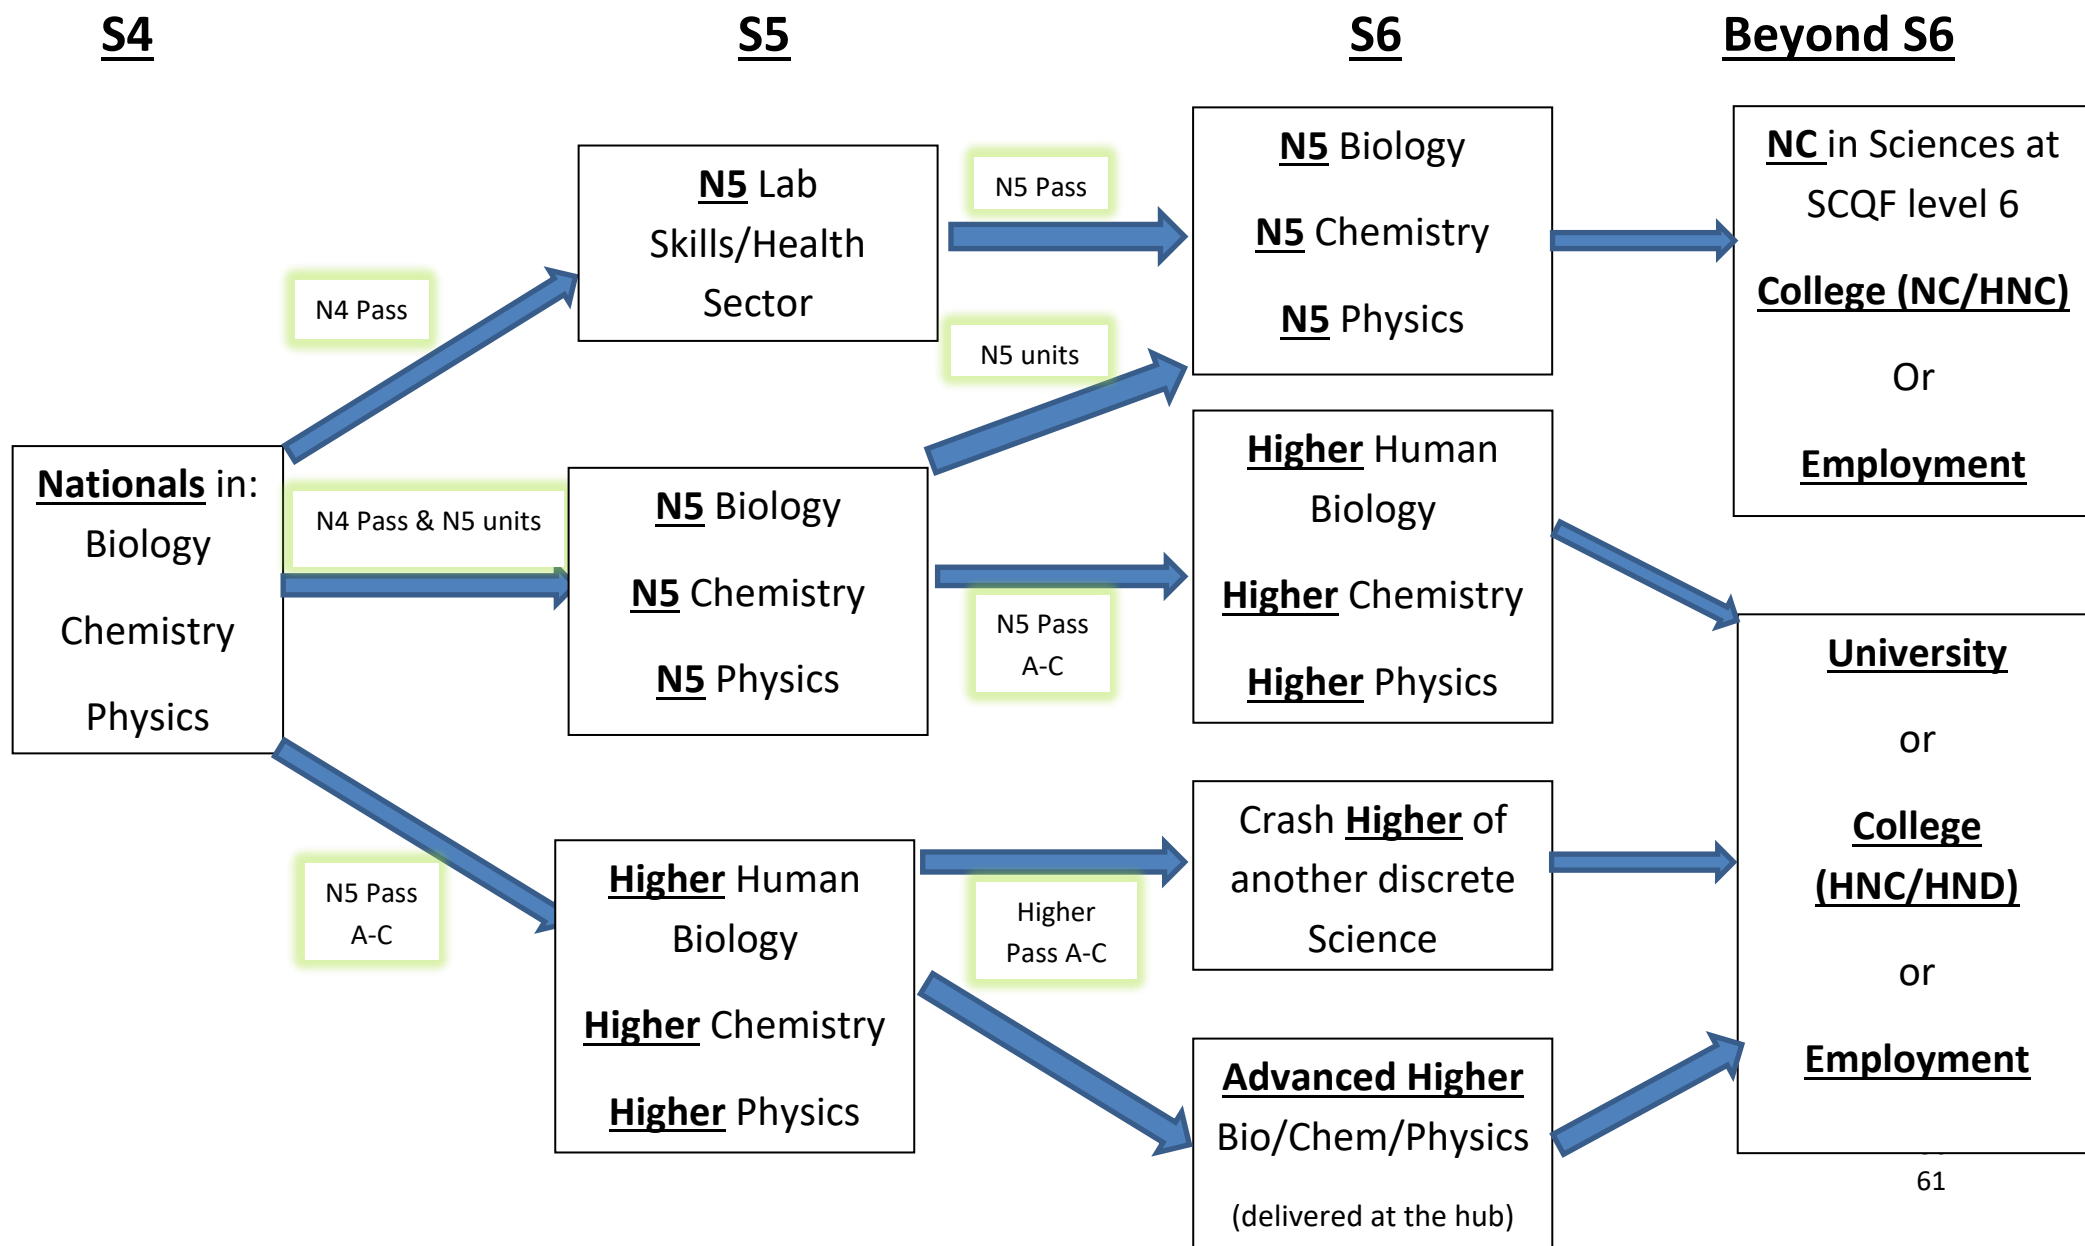 S4
S5
S6
Beyond S6
Nationals in:
Biology
Chemistry
Physics
N4 Pass
N4 Pass & N5 units
N5 Pass
A-C
N5 Lab
Skills/Health
Sector
N5 Biology
N5 Chemistry
N5 Physics
Higher Human
Biology
Higher Chemistry
Higher Physics
N5 Pass
N5 units
N5 Pass
A-C
Higher
Pass A-C
N5 Biology
N5 Chemistry
N5 Physics
Higher Human
Biology
Higher Chemistry
Higher Physics
Crash Higher of
another discrete
Science
Advanced Higher
Bio/Chem/Physics
(delivered at the hub)
NC in Sciences at
SCQF level 6
College (NC/HNC)
Or
Employment
University
or
College
(HNC/HND)
or
Employment
61